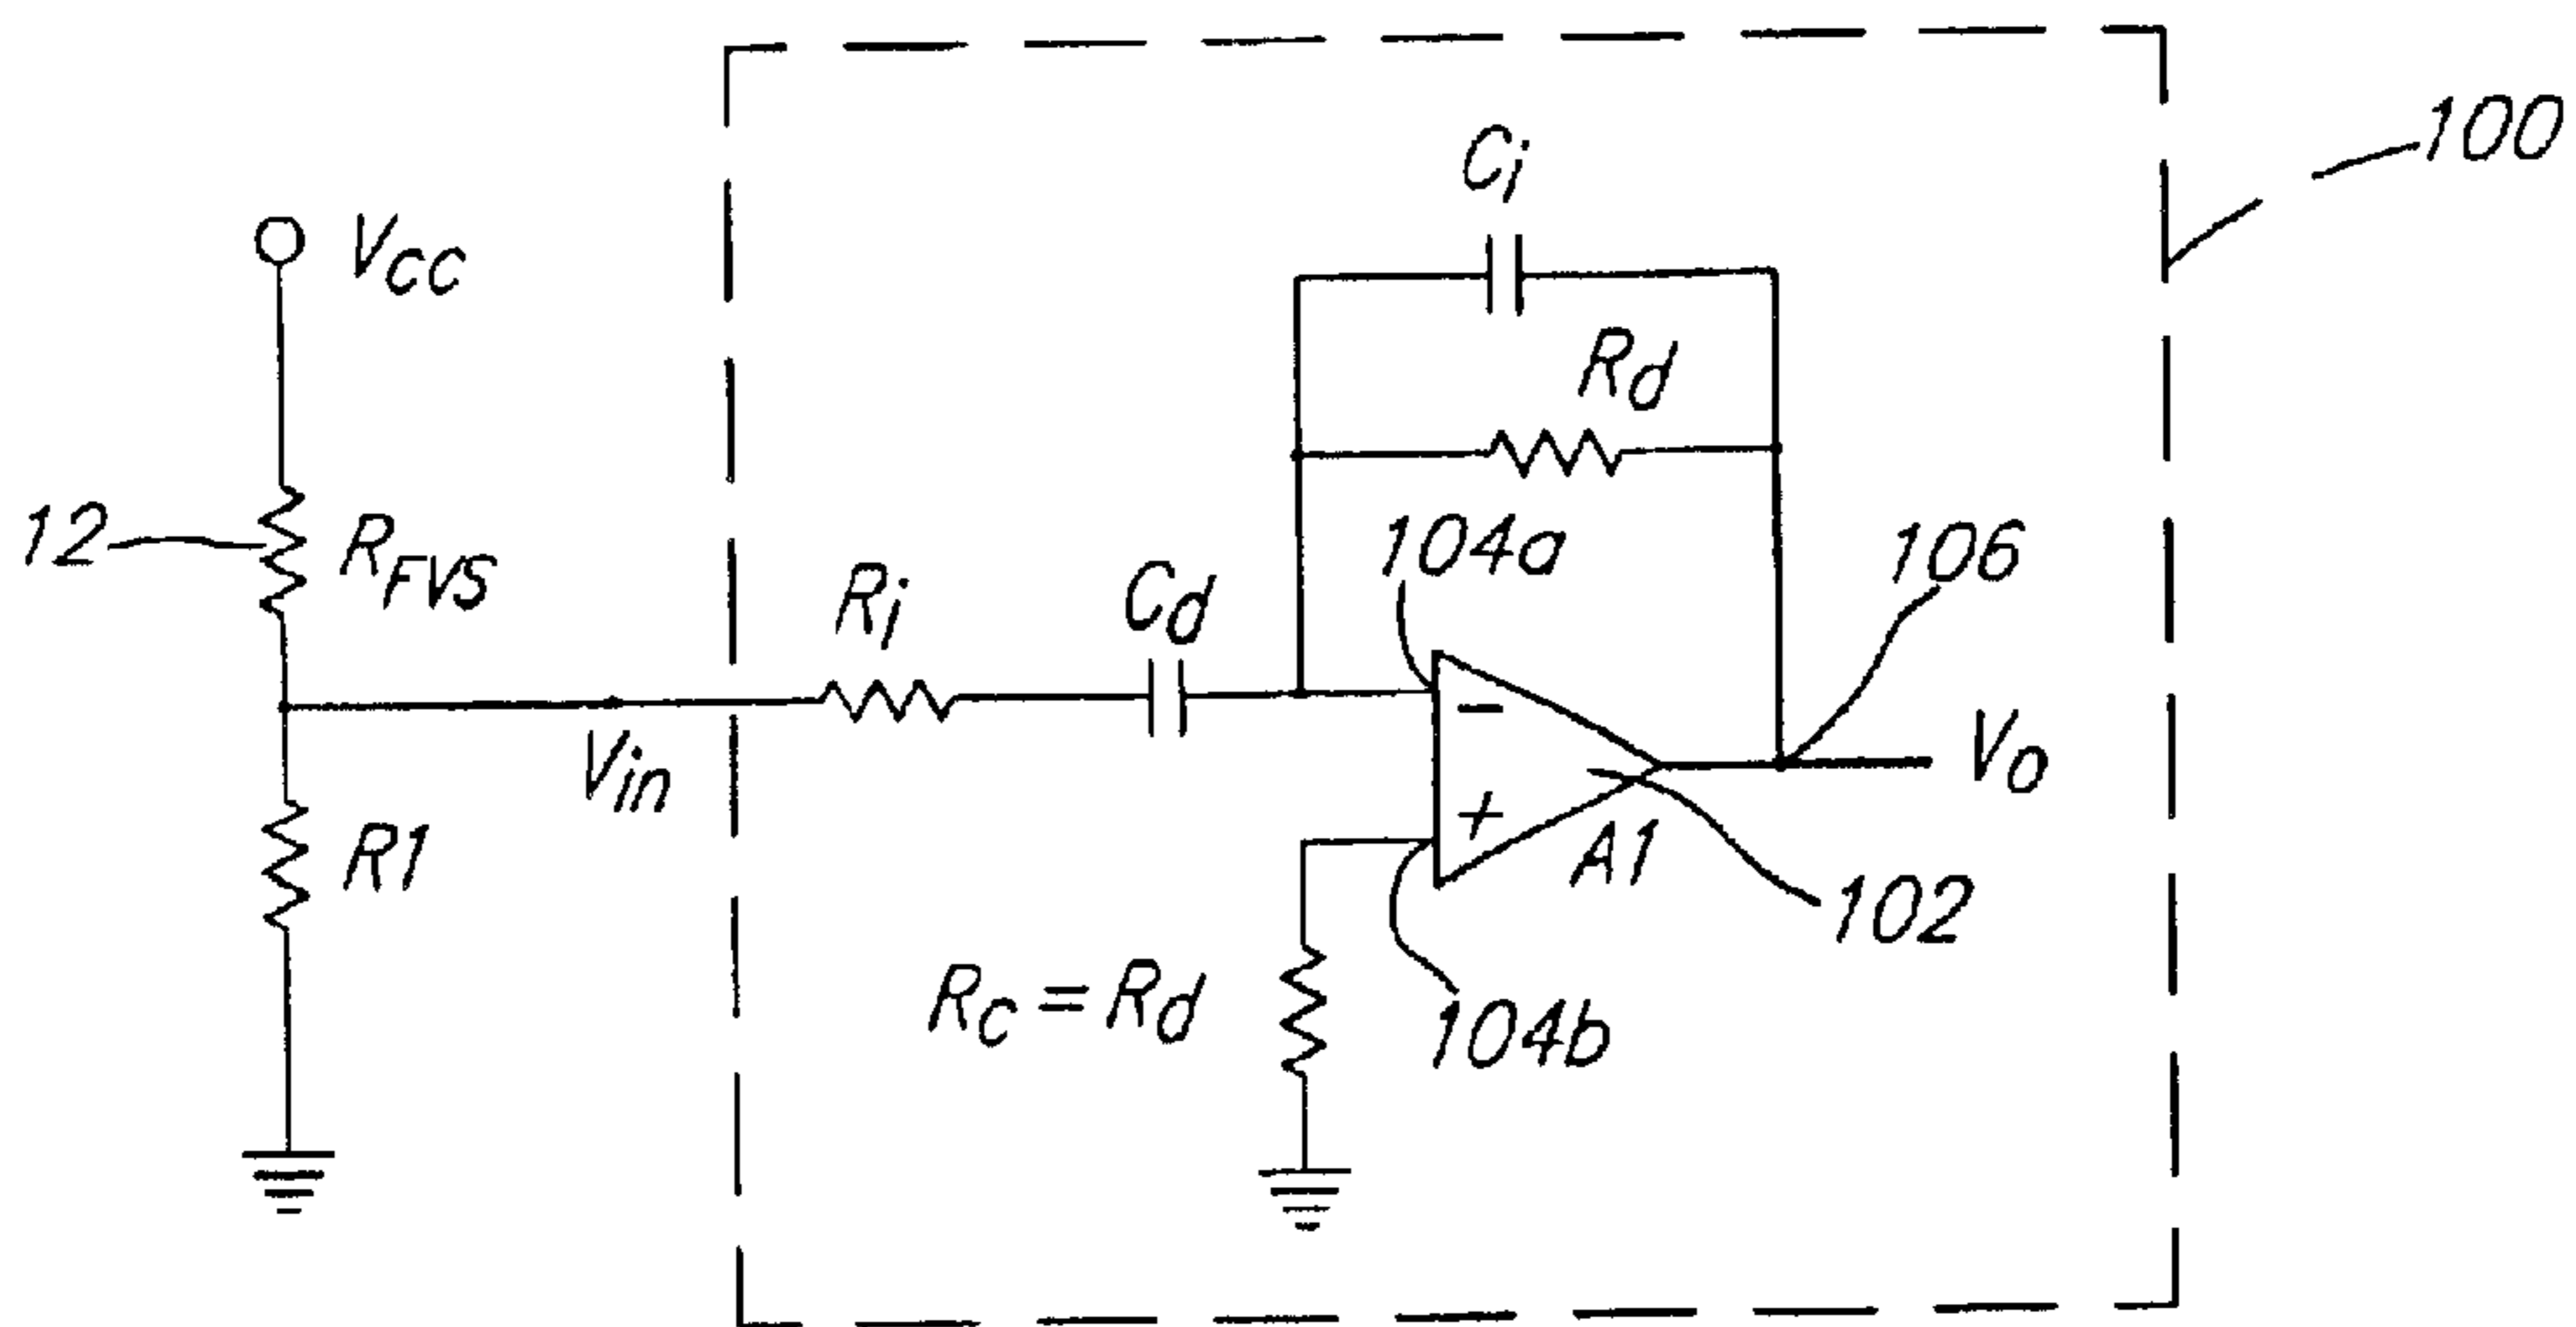 100
Ci
VCC
Rd
12
RFVS
104a
106
Ri
Cd
Vin
−
+
Vo
R1
A1
102
Rc = Rd
104b